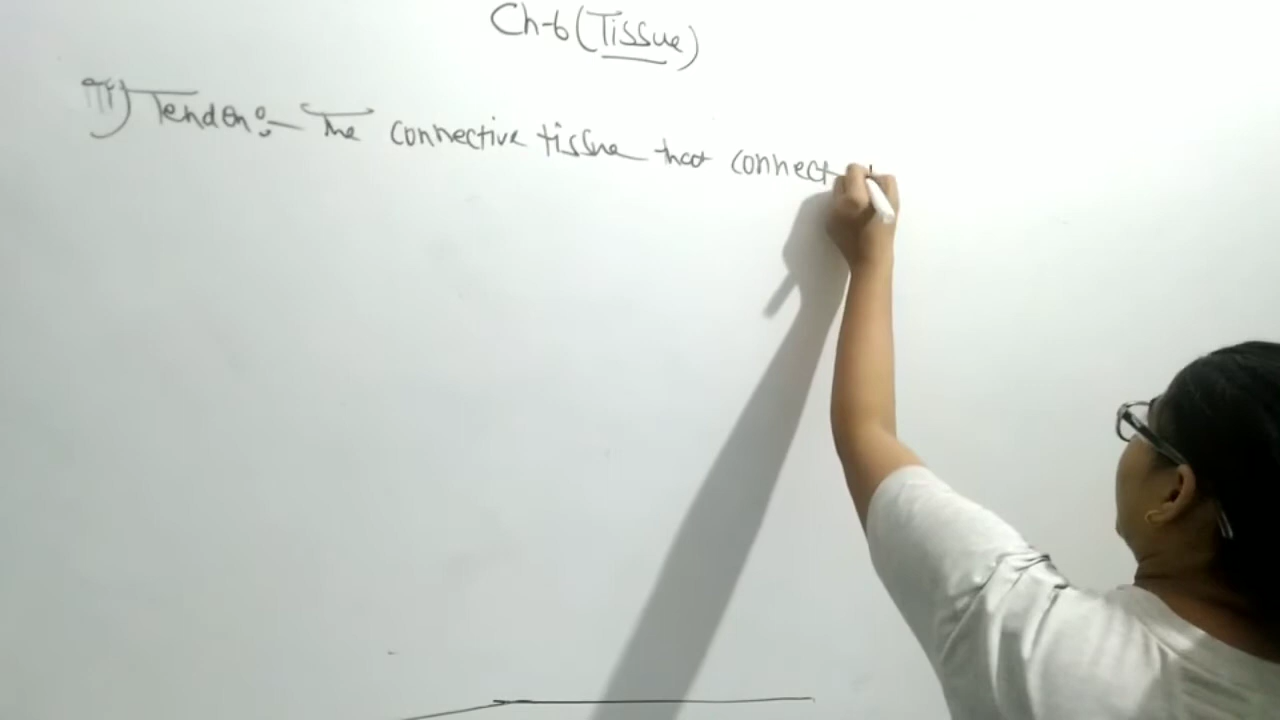 Ch-6 (Tissue)
iii) Tendon:- The connective tissue that connect